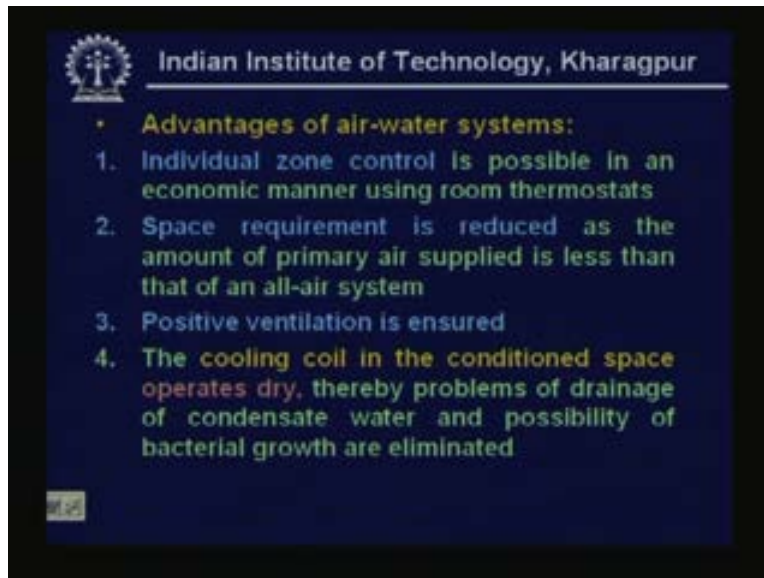 Indian Institute of Technology, Kharagpur
• Advantages of air-water systems:
1. Individual zone control is possible in an
economic manner using room thermostats
2. Space requirement is reduced as the
amount of primary air supplied is less than
that of an all-air system
3. Positive ventilation is ensured
4. The cooling coil in the conditioned space
operates dry, thereby problems of drainage
of condensate water and possibility of
bacterial growth are eliminated